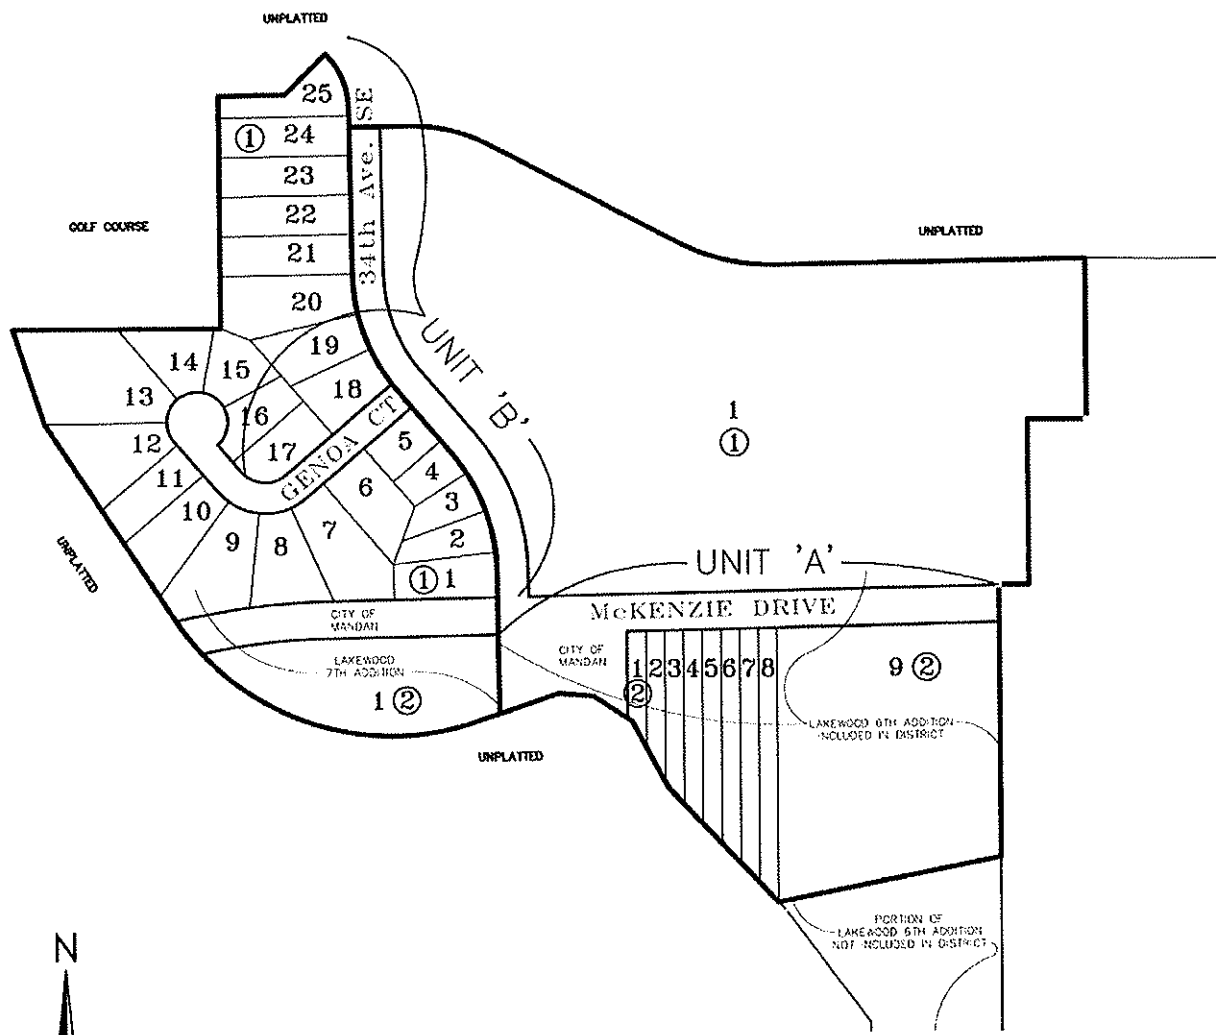 UNPLATTED
25
① 24
23
22
21
20
34th Ave. SE
GOLF COURSE
UNPLATTED
19
14
15
18
13
16
12
17
11
10
9
8
7
6
5
4
3
2
① 1
GENOA CT
UNIT 'B'
1
①
UNPLATTED
UNIT 'A'
McKENZIE DRIVE
CITY OF
MANDAN
LAKEWOOD
7TH ADDITION
1 ②
CITY OF
MANDAN
1 2 3 4 5 6 7 8
②
9 ②
LAKEWOOD 6TH ADDITION
INCLUDED IN DISTRICT
UNPLATTED
PORTION OF
LAKEWOOD 6TH ADDITION
NOT INCLUDED IN DISTRICT
N